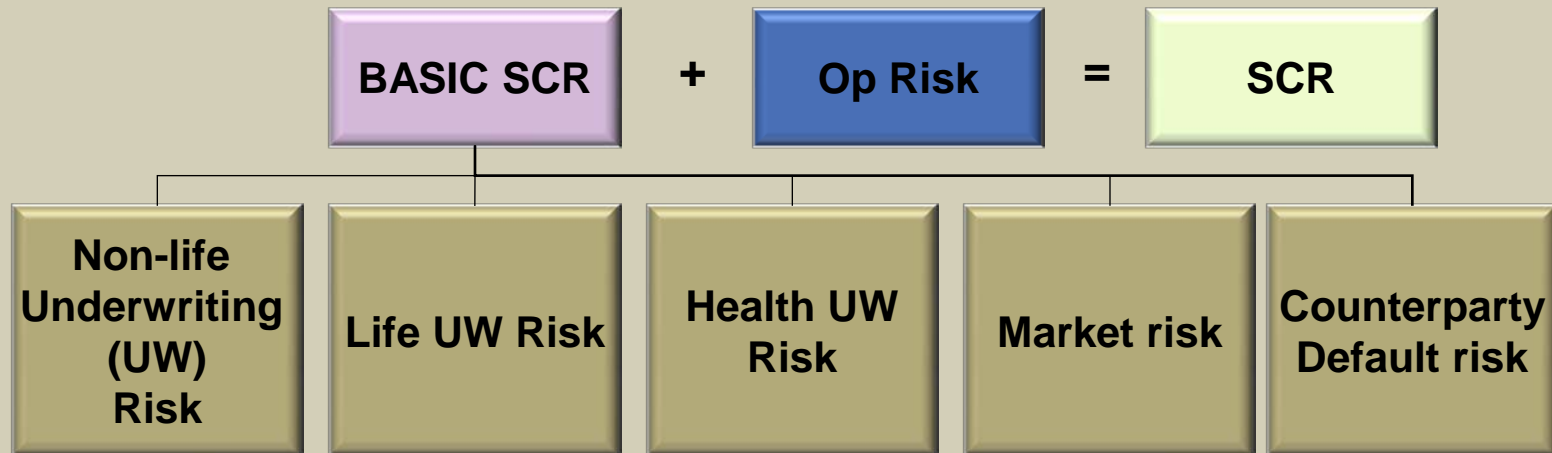 BASIC SCR + Op Risk = SCR
Non-life
Underwriting
(UW)
Risk
Life UW Risk
Health UW
Risk
Market risk
Counterparty
Default risk